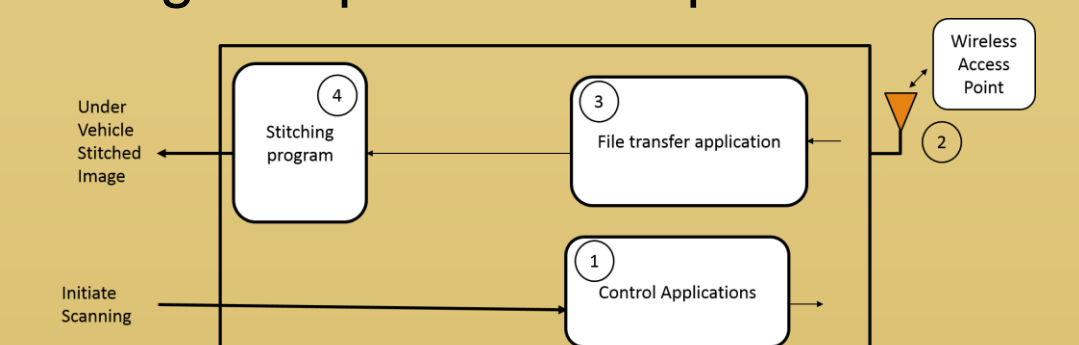 Wireless
Access
Point
4
3
Under
Vehicle
Stitched
Image
Stitching
program
File transfer application
2
1
Initiate
Scanning
Control Applications